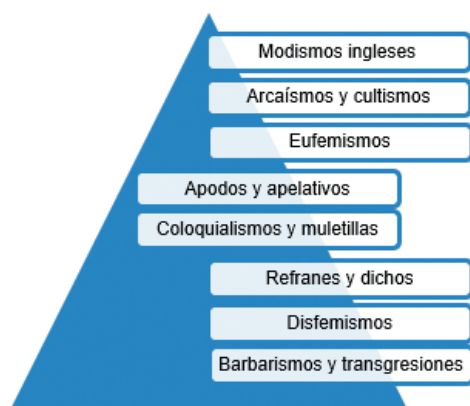 Modismos ingleses
Arcaísmos y cultismos
Eufemismos
Apodos y apelativos
Coloquialismos y muletillas
Refranes y dichos
Disfemismos
Barbarismos y transgresiones